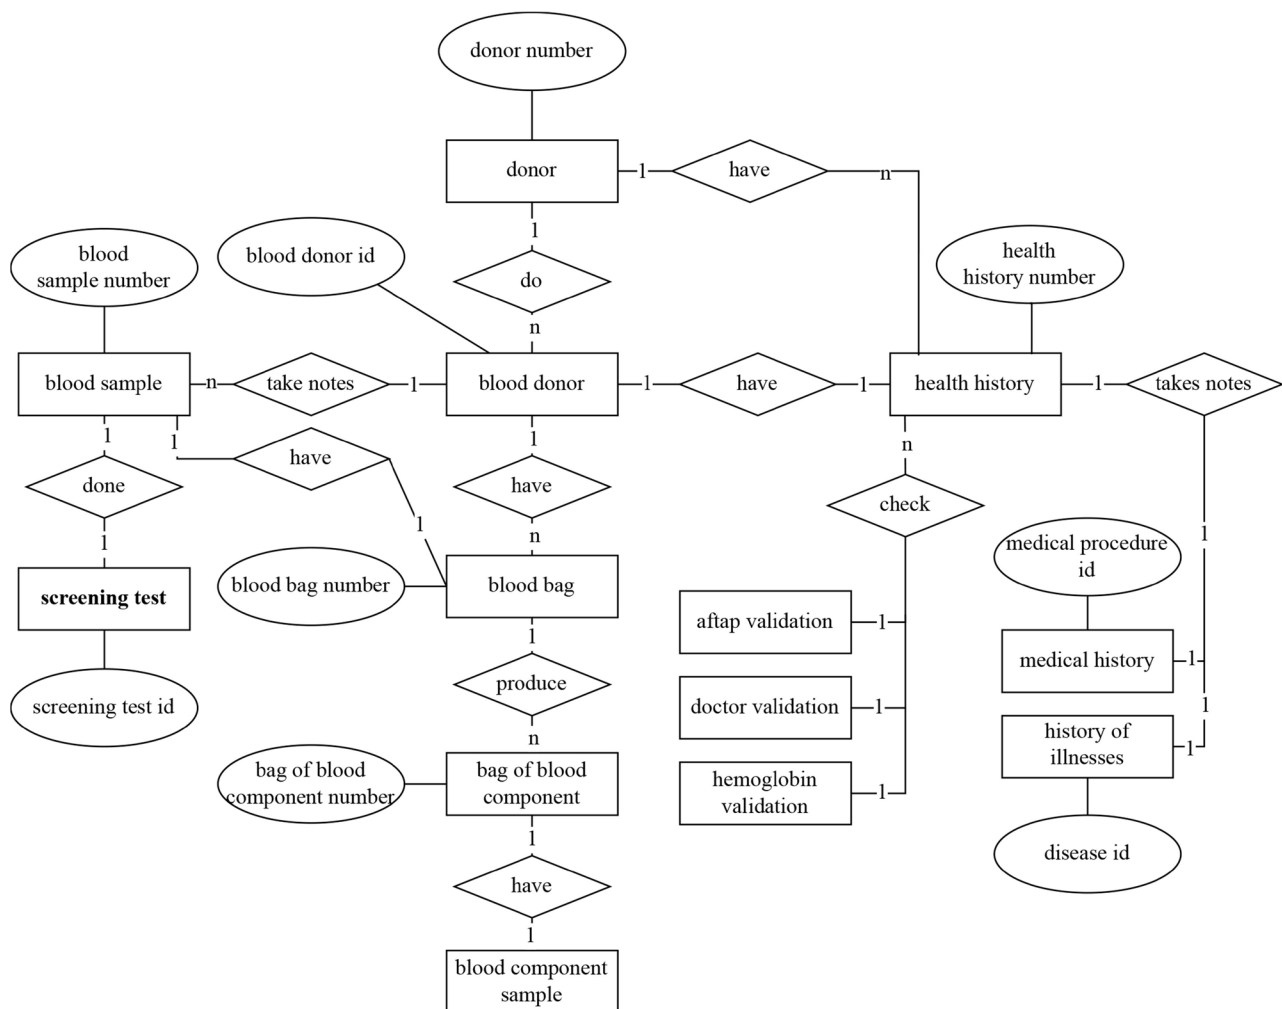 donor number
donor
1
have
n
1
blood
sample number
blood donor id
do
health
history number
n
blood sample
n
take notes
1
blood donor
1
have
1
health history
1
takes notes
1
1
1
n
have
done
have
check
1
1
1
n
medical procedure
id
screening test
blood bag number
blood bag
aftap validation
1
1
medical history
1
screening test id
produce
doctor validation
1
1
n
history of
illnesses
1
bag of blood
component number
bag of blood
component
hemoglobin
validation
1
1
disease id
have
1
blood component
sample